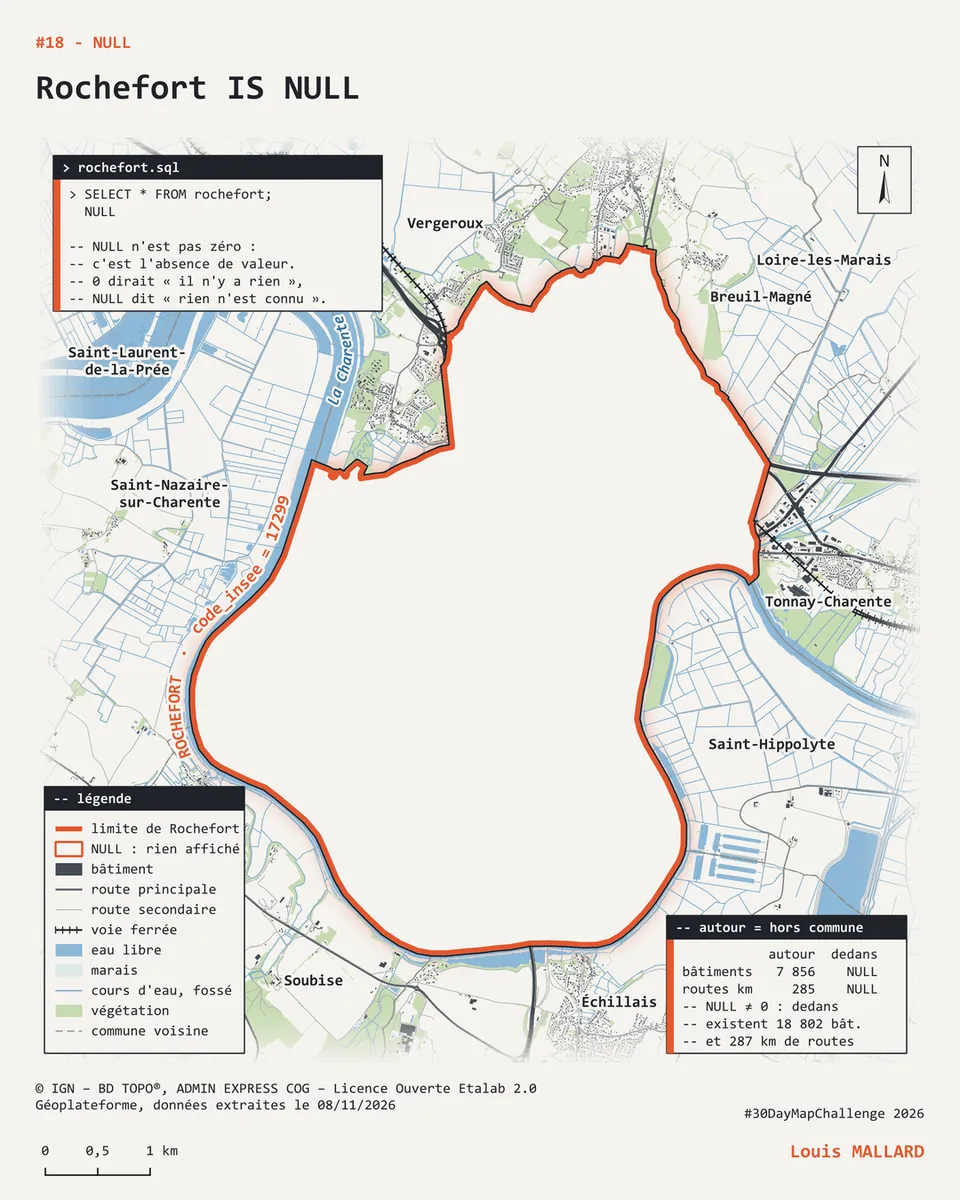 #18 - NULL
Rochefort IS NULL
> rochefort.sql
> SELECT * FROM rochefort;
NULL
-- NULL n'est pas zéro :
-- c'est l'absence de valeur.
-- 0 dirait « il n'y a rien »,
-- NULL dit « rien n'est connu ».
N
Vergeroux
Loire-les-Marais
Breuil-Magné
Saint-Laurent-
de-la-Prée
La Charente
Saint-Nazaire-
sur-Charente
ROCHEFORT · code_insee = 17299
Tonnay-Charente
Saint-Hippolyte
Soubise
Échillais
-- légende
limite de Rochefort
NULL : rien affiché
bâtiment
route principale
route secondaire
voie ferrée
eau libre
marais
cours d'eau, fossé
végétation
commune voisine
-- autour = hors commune
autour dedans
bâtiments 7 856 NULL
routes km 285 NULL
-- NULL ≠ 0 : dedans
-- existent 18 802 bât.
-- et 287 km de routes
© IGN – BD TOPO®, ADMIN EXPRESS COG – Licence Ouverte Etalab 2.0
Géoplateforme, données extraites le 08/11/2026
#30DayMapChallenge 2026
0 0,5 1 km
Louis MALLARD